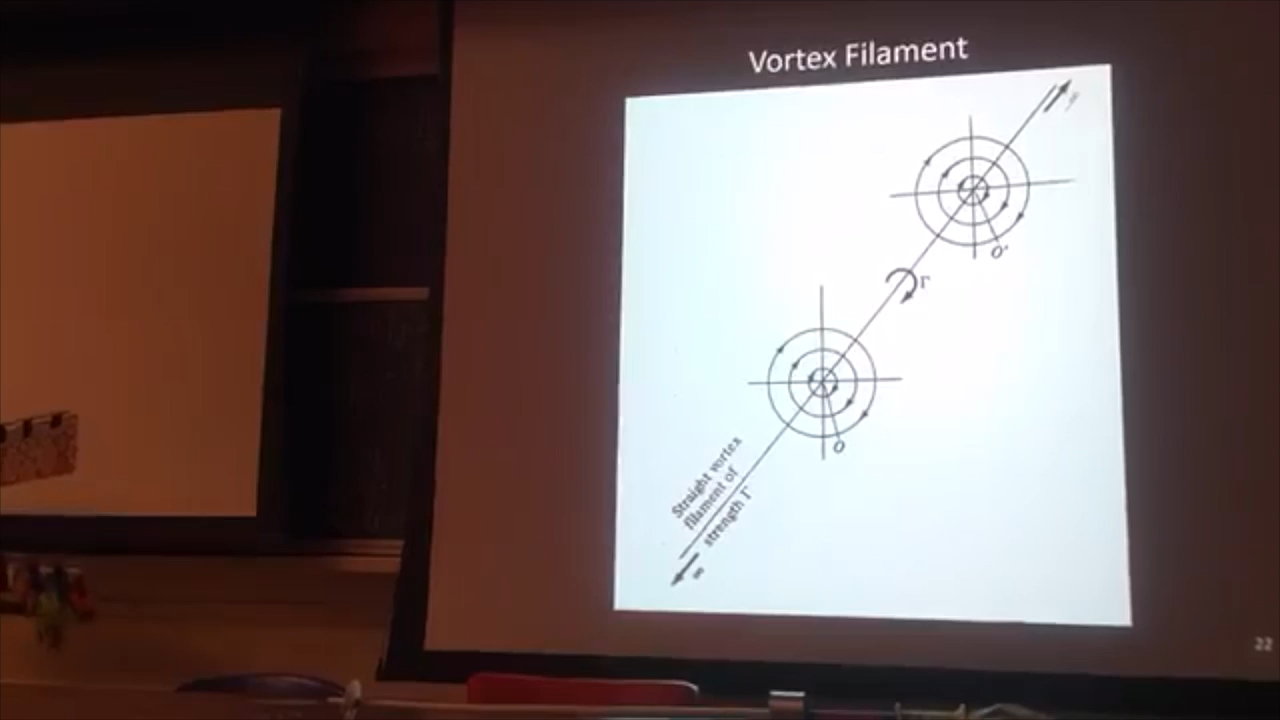 Vortex Filament
O'
Γ
O
Straight vortex
filament of
strength Γ
∞
22